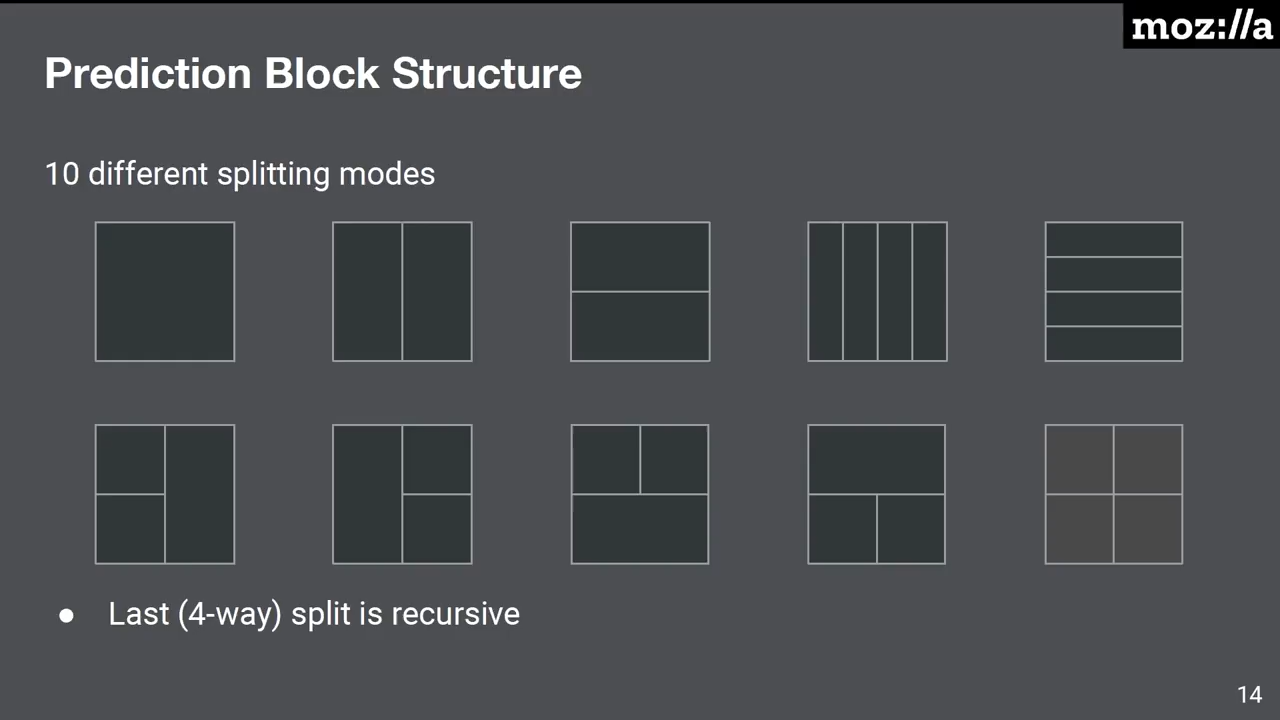 moz://a
Prediction Block Structure
10 different splitting modes
● Last (4-way) split is recursive
14